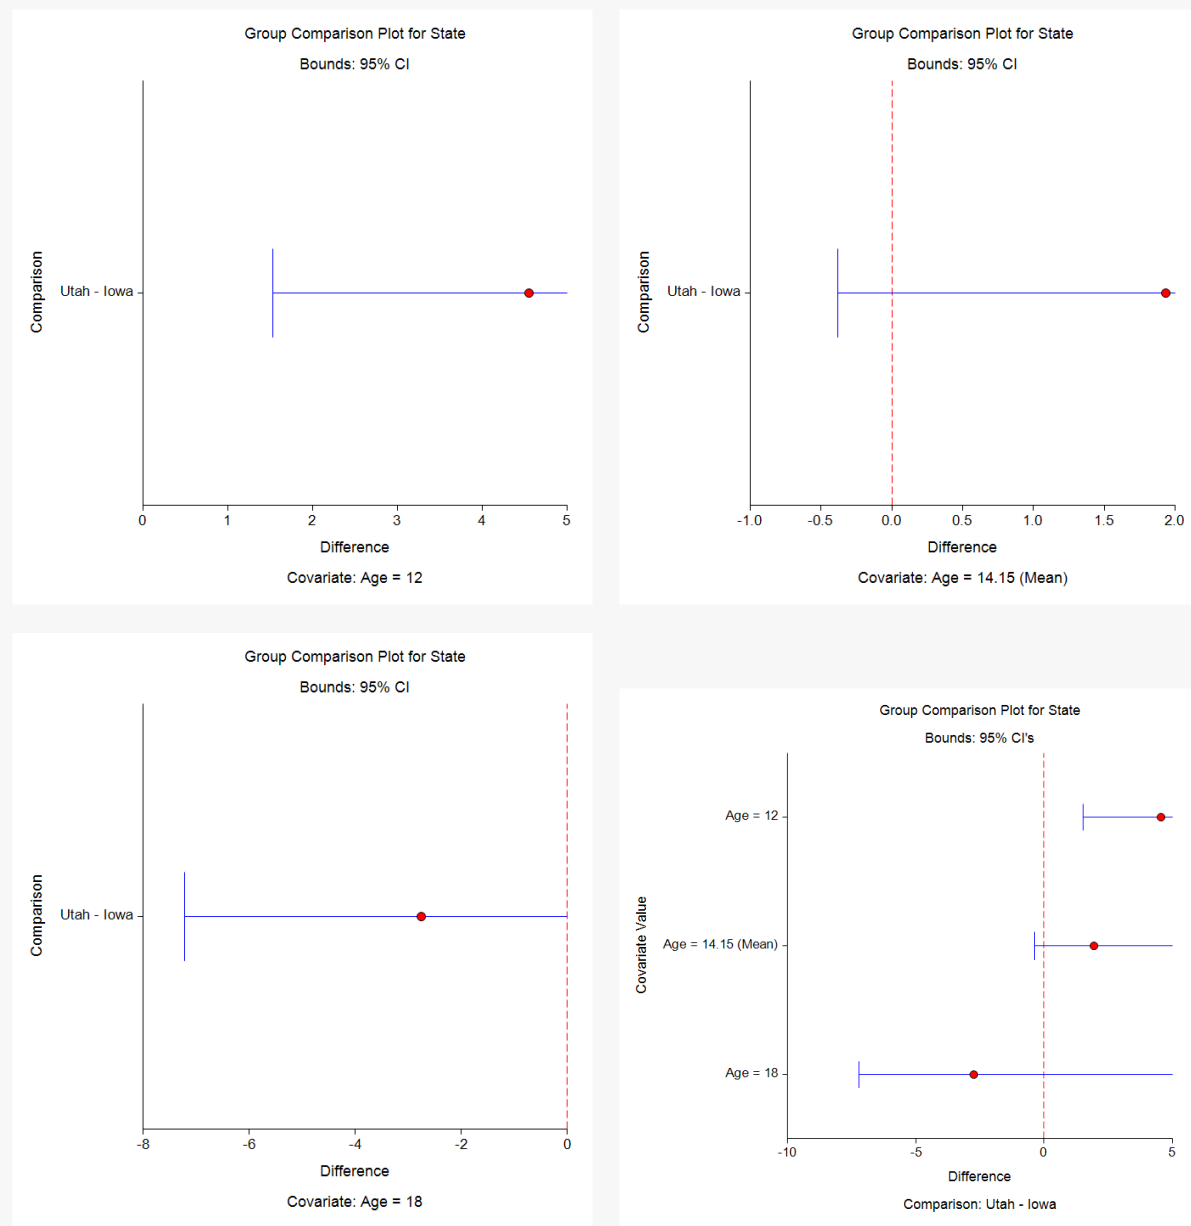 Group Comparison Plot for State
Bounds: 95% CI
Comparison
Utah - Iowa
0 1 2 3 4 5
Difference
Covariate: Age = 12
Group Comparison Plot for State
Bounds: 95% CI
Comparison
Utah - Iowa
-1.0 -0.5 0.0 0.5 1.0 1.5 2.0
Difference
Covariate: Age = 14.15 (Mean)
Group Comparison Plot for State
Bounds: 95% CI
Comparison
Utah - Iowa
-8 -6 -4 -2 0
Difference
Covariate: Age = 18
Group Comparison Plot for State
Bounds: 95% CI's
Covariate Value
Age = 12
Age = 14.15 (Mean)
Age = 18
-10 -5 0 5
Difference
Comparison: Utah - Iowa